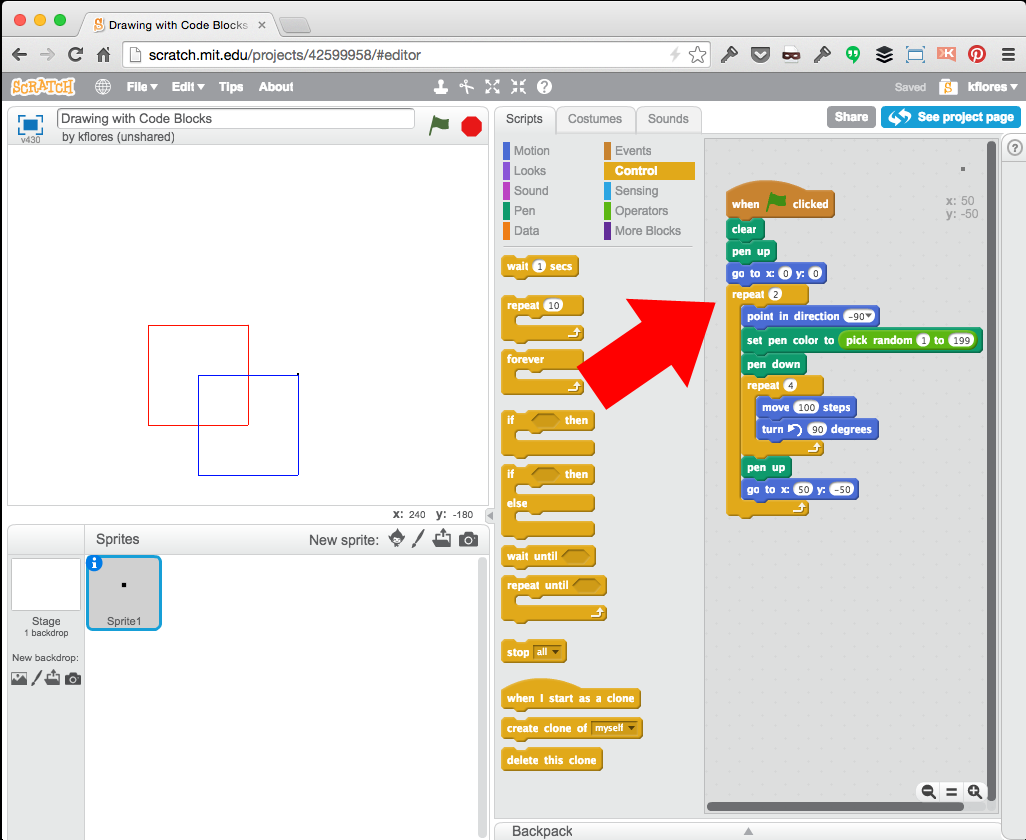 Drawing with Code Blocks
scratch.mit.edu/projects/42599958/#editor
SCRATCH File Edit Tips About Saved kflores
Drawing with Code Blocks
by kflores (unshared)
v430
Scripts Costumes Sounds
Share See project page
Motion Events
Looks Control
Sound Sensing
Pen Operators
Data More Blocks
wait 1 secs
repeat 10
forever
if then
if then
else
wait until
repeat until
stop all
when I start as a clone
create clone of myself
delete this clone
x: 50
y: -50
when clicked
clear
pen up
go to x: 0 y: 0
repeat 2
point in direction -90
set pen color to pick random 1 to 199
pen down
repeat 4
move 100 steps
turn 90 degrees
pen up
go to x: 50 y: -50
x: 240 y: -180
Sprites New sprite:
Stage
1 backdrop
New backdrop:
Sprite1
Backpack